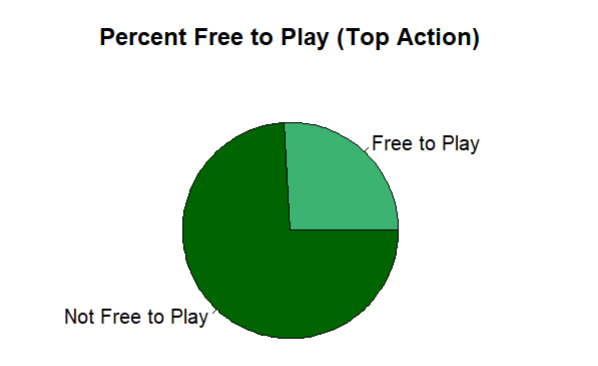 Percent Free to Play (Top Action)
Free to Play
Not Free to Play